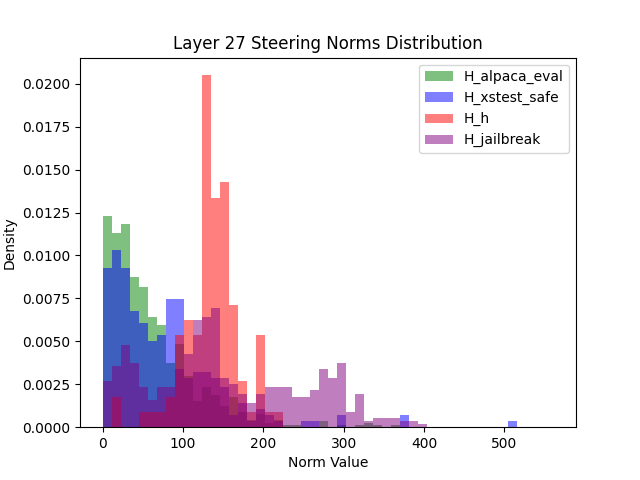 Layer 27 Steering Norms Distribution
H_alpaca_eval
H_xstest_safe
H_h
H_jailbreak
Density
0.0200
0.0175
0.0150
0.0125
0.0100
0.0075
0.0050
0.0025
0.0000
0 100 200 300 400 500
Norm Value